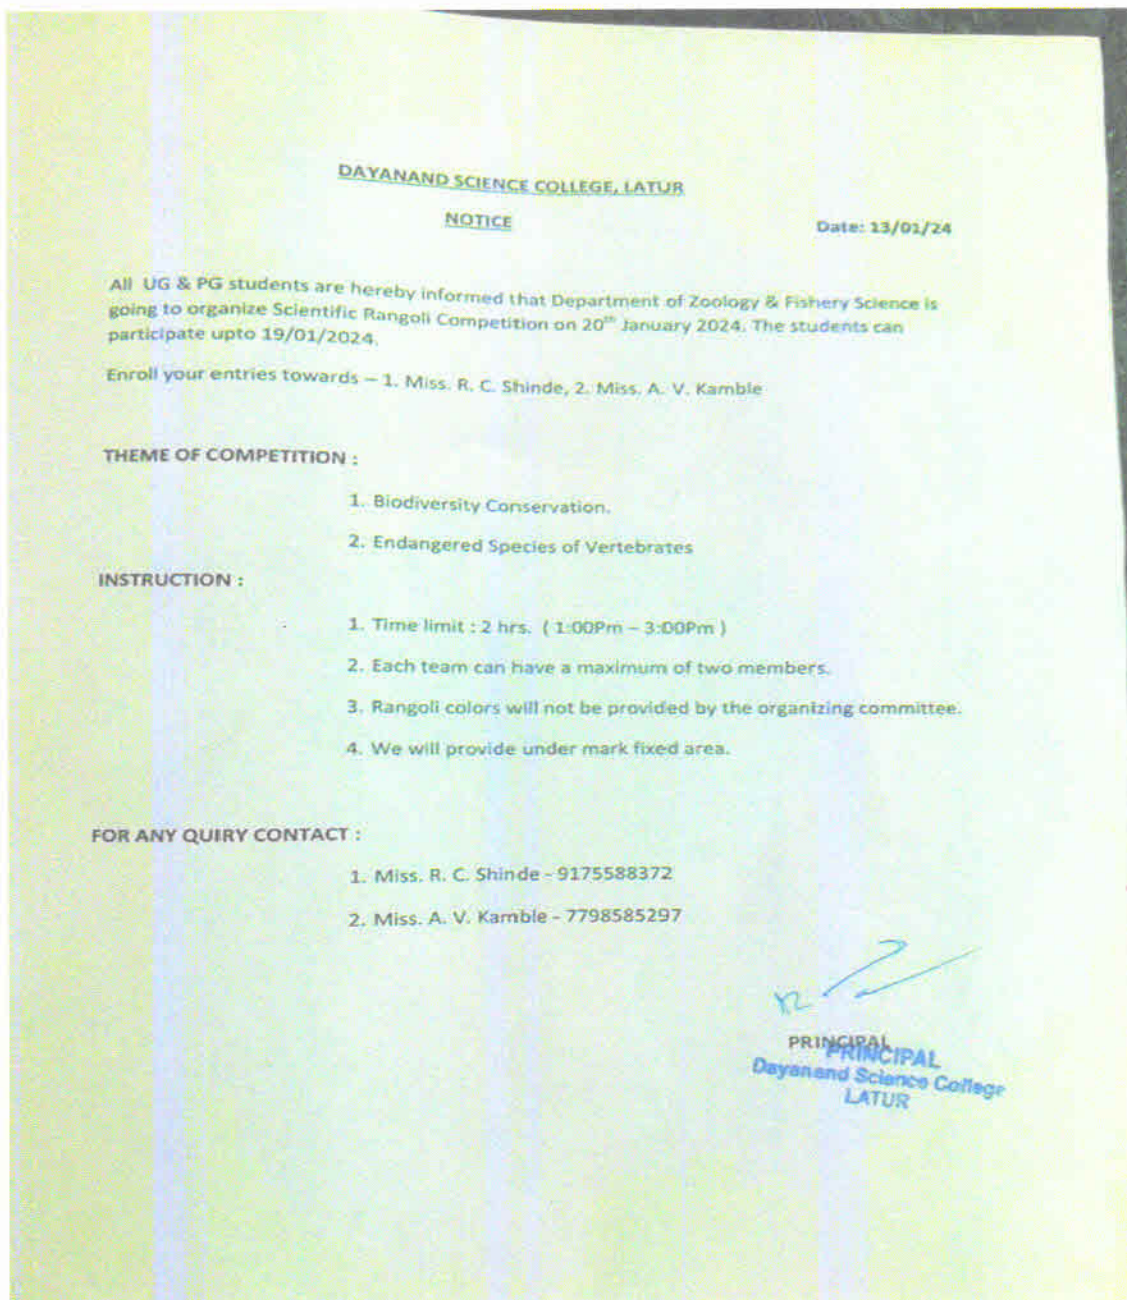 DAYANAND SCIENCE COLLEGE, LATUR
NOTICE
Date: 13/01/24
All UG & PG students are hereby informed that Department of Zoology & Fishery Science is
going to organize Scientific Rangoli Competition on 20th January 2024. The students can
participate upto 19/01/2024.
Enroll your entries towards – 1. Miss. R. C. Shinde, 2. Miss. A. V. Kamble
THEME OF COMPETITION :
1. Biodiversity Conservation.
2. Endangered Species of Vertebrates
INSTRUCTION :
1. Time limit : 2 hrs. ( 1:00Pm – 3:00Pm )
2. Each team can have a maximum of two members.
3. Rangoli colors will not be provided by the organizing committee.
4. We will provide under mark fixed area.
FOR ANY QUIRY CONTACT :
1. Miss. R. C. Shinde - 9175588372
2. Miss. A. V. Kamble - 7798585297
PRINCIPAL
PRINCIPAL
Dayanand Science College
LATUR